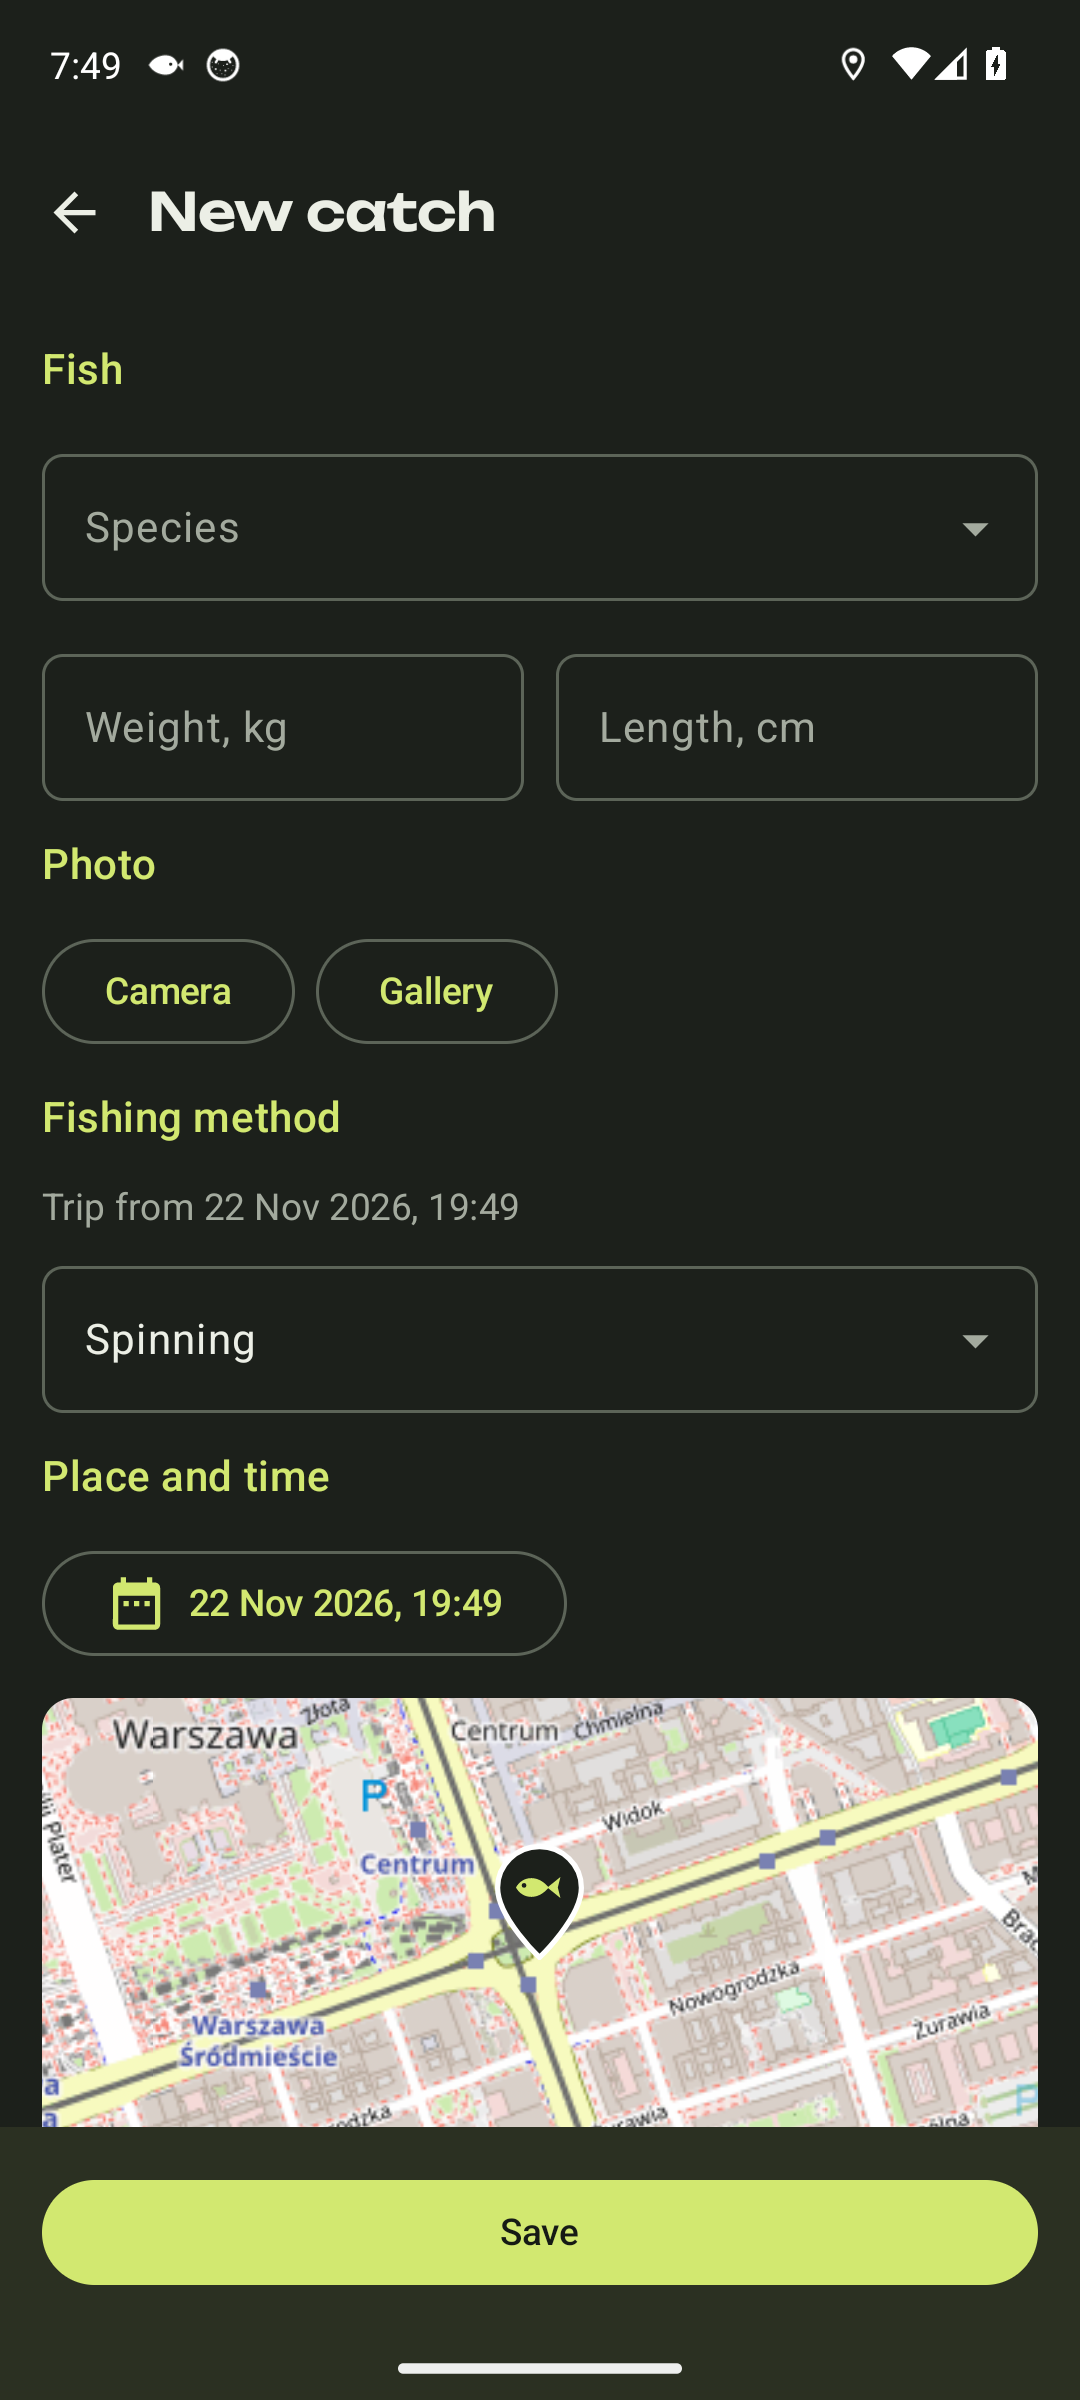 7:49
New catch
Fish
Species
Weight, kg
Length, cm
Photo
Camera
Gallery
Fishing method
Trip from 22 Nov 2026, 19:49
Spinning
Place and time
22 Nov 2026, 19:49
Warszawa
Złota
Centrum
Chmielna
P
Widok
Plater
Centrum
Nowogrodzka
Warszawa
Śródmieście
Żurawia
P
Save